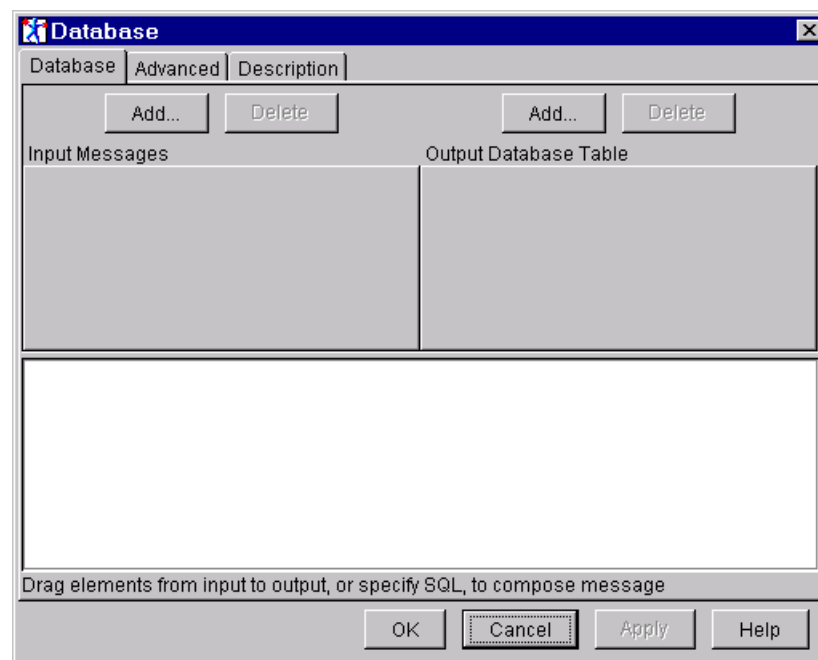 Database
Database Advanced Description
Add... Delete Add... Delete
Input Messages Output Database Table
Drag elements from input to output, or specify SQL, to compose message
OK Cancel Apply Help